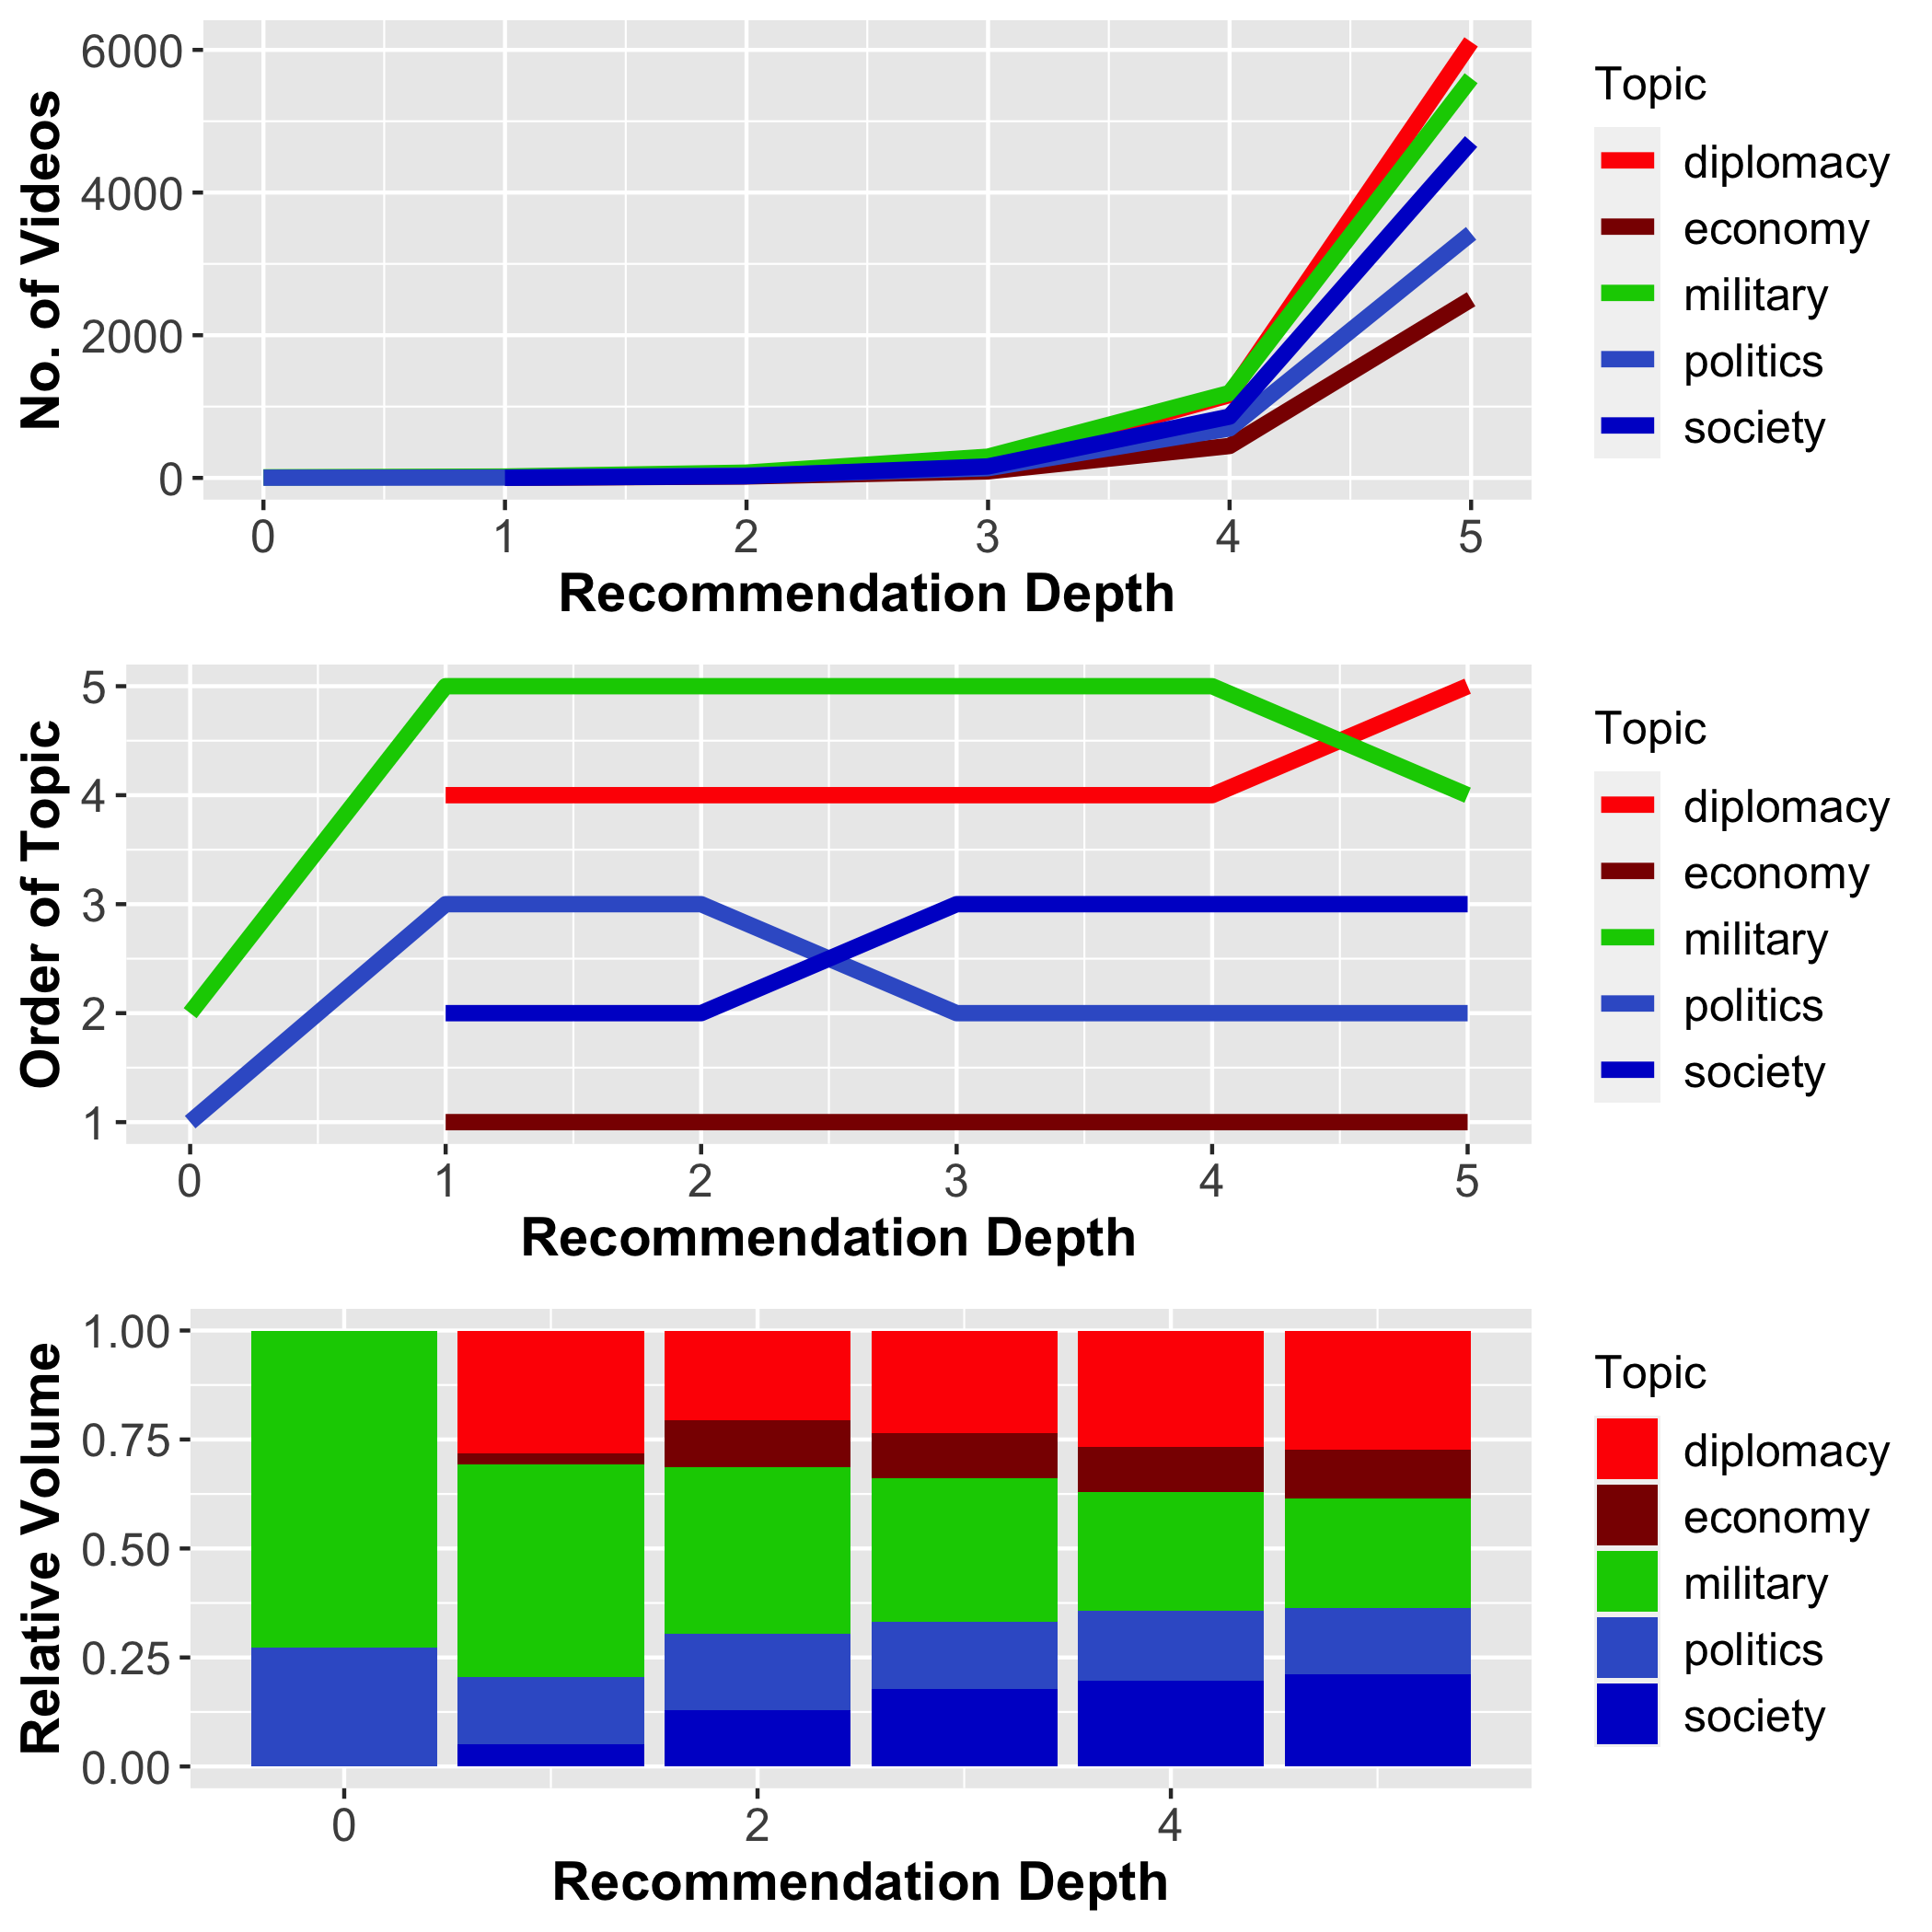 No. of Videos
6000
4000
2000
0
0 1 2 3 4 5
Recommendation Depth
Topic
diplomacy
economy
military
politics
society
Order of Topic
5
4
3
2
1
0 1 2 3 4 5
Recommendation Depth
Topic
diplomacy
economy
military
politics
society
Relative Volume
1.00
0.75
0.50
0.25
0.00
0 2 4
Recommendation Depth
Topic
diplomacy
economy
military
politics
society